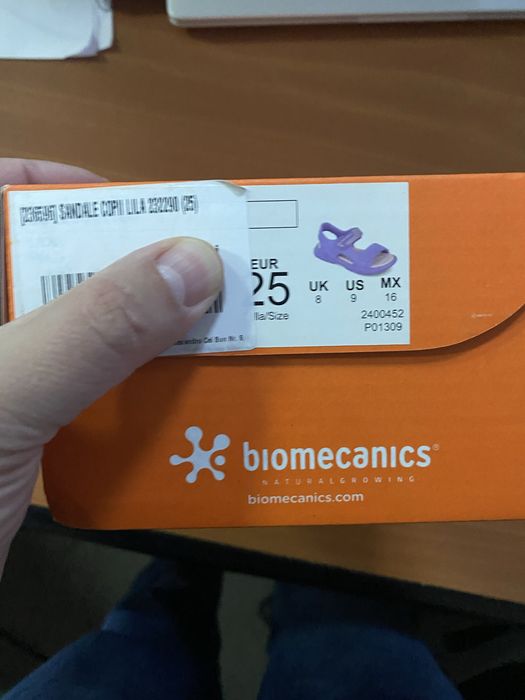 [236596] SANDALE COPII LILA 232290 (25)
EUR
25
lla/Size
UK US MX
8 9 16
2400452
P01309
biomecanics®
NATURALGROWING
biomecanics.com